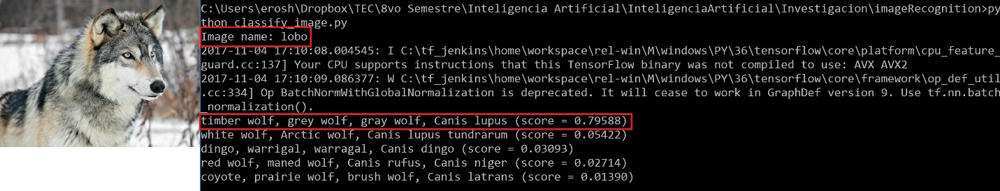 C:\Users\erosh\Dropbox\TEC\8vo Semestre\Inteligencia Artificial\InteligenciaArtificial\Investigacion\imageRecognition>py
thon classify_image.py
Image name: lobo
2017-11-04 17:10:08.004545: I C:\tf_jenkins\home\workspace\rel-win\M\windows\PY\36\tensorflow\core\platform\cpu_feature_
guard.cc:137] Your CPU supports instructions that this TensorFlow binary was not compiled to use: AVX AVX2
2017-11-04 17:10:09.086377: W C:\tf_jenkins\home\workspace\rel-win\M\windows\PY\36\tensorflow\core\framework\op_def_util
.cc:334] Op BatchNormWithGlobalNormalization is deprecated. It will cease to work in GraphDef version 9. Use tf.nn.batch
_normalization().
timber wolf, grey wolf, gray wolf, Canis lupus (score = 0.79588)
white wolf, Arctic wolf, Canis lupus tundrarum (score = 0.05422)
dingo, warrigal, warragal, Canis dingo (score = 0.03093)
red wolf, maned wolf, Canis rufus, Canis niger (score = 0.02714)
coyote, prairie wolf, brush wolf, Canis latrans (score = 0.01390)